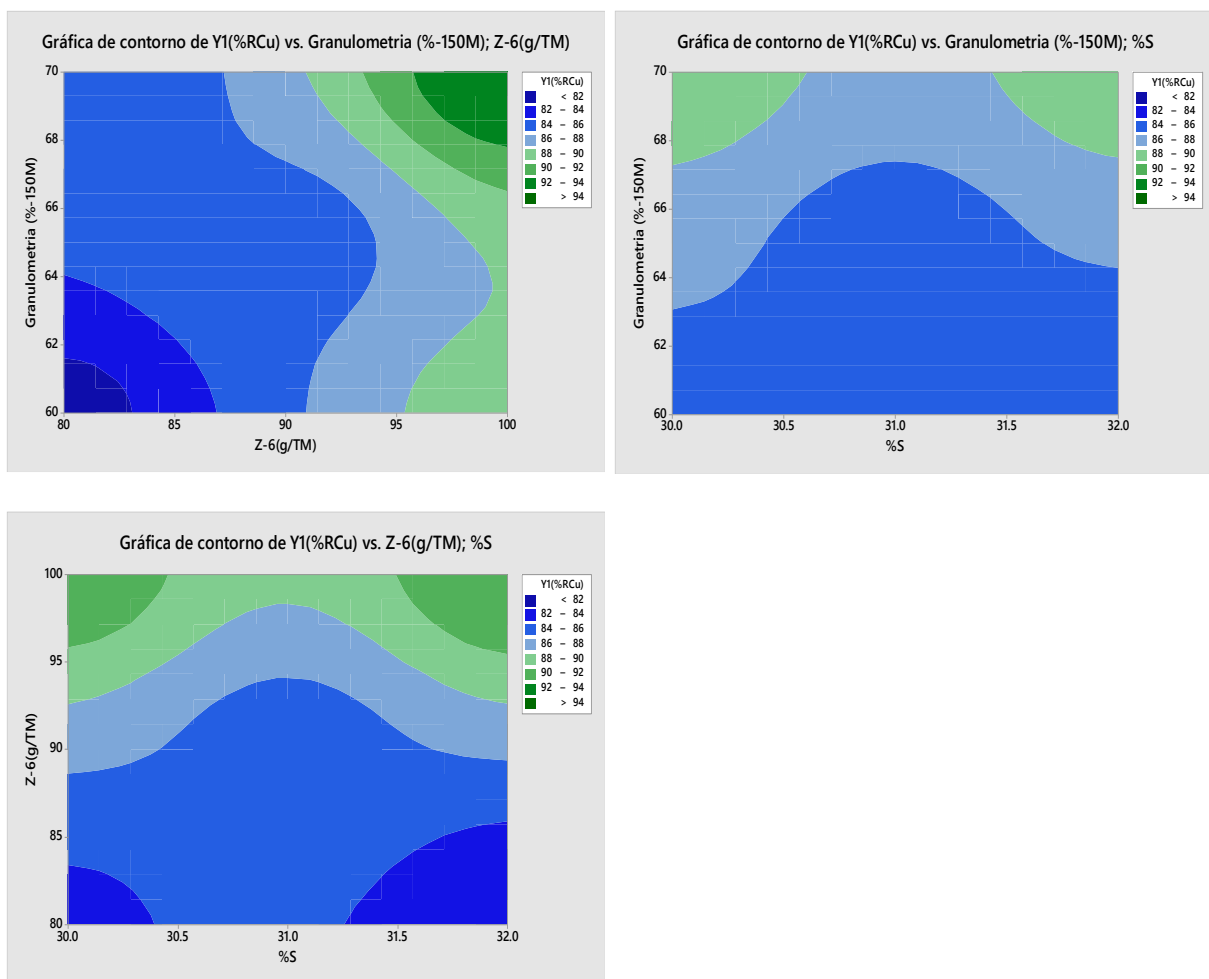 Gráfica de contorno de Y1(%RCu) vs. Granulometria (%-150M); Z-6(g/TM)
Granulometria (%-150M)
70
68
66
64
62
60
80
85
90
95
100
Z-6(g/TM)
Y1(%RCu)
< 82
82 – 84
84 – 86
86 – 88
88 – 90
90 – 92
92 – 94
> 94
Gráfica de contorno de Y1(%RCu) vs. Granulometria (%-150M); %S
Granulometria (%-150M)
70
68
66
64
62
60
30.0
30.5
31.0
31.5
32.0
%S
Y1(%RCu)
< 82
82 – 84
84 – 86
86 – 88
88 – 90
90 – 92
92 – 94
> 94
Gráfica de contorno de Y1(%RCu) vs. Z-6(g/TM); %S
Z-6(g/TM)
100
95
90
85
80
30.0
30.5
31.0
31.5
32.0
%S
Y1(%RCu)
< 82
82 – 84
84 – 86
86 – 88
88 – 90
90 – 92
92 – 94
> 94